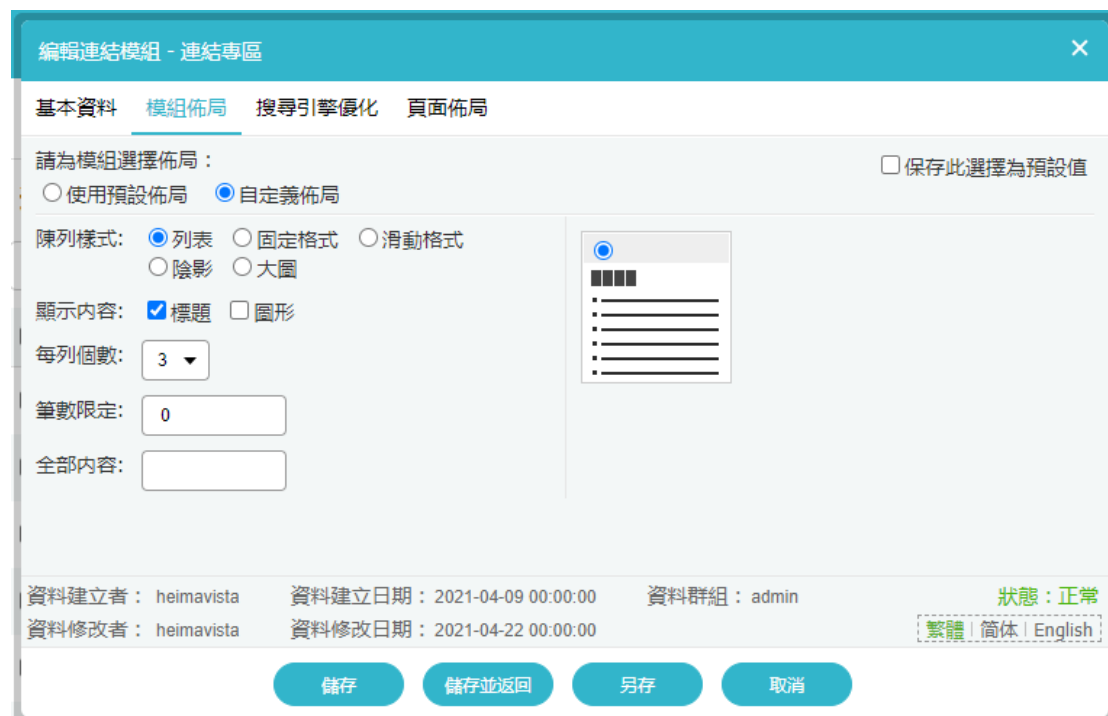 編輯連結模組 - 連結專區
基本資料 模組佈局 搜尋引擎優化 頁面佈局
請為模組選擇佈局：
保存此選擇為預設值
使用預設佈局 自定義佈局
陳列樣式: 列表 固定格式 滑動格式
陰影 大圖
顯示內容: 標題 圖形
每列個數: 3
筆數限定: 0
全部內容:
資料建立者： heimavista 資料建立日期：2021-04-09 00:00:00 資料群組：admin 狀態：正常
資料修改者： heimavista 資料修改日期：2021-04-22 00:00:00 繁體 | 简体 | English
儲存 儲存並返回 另存 取消